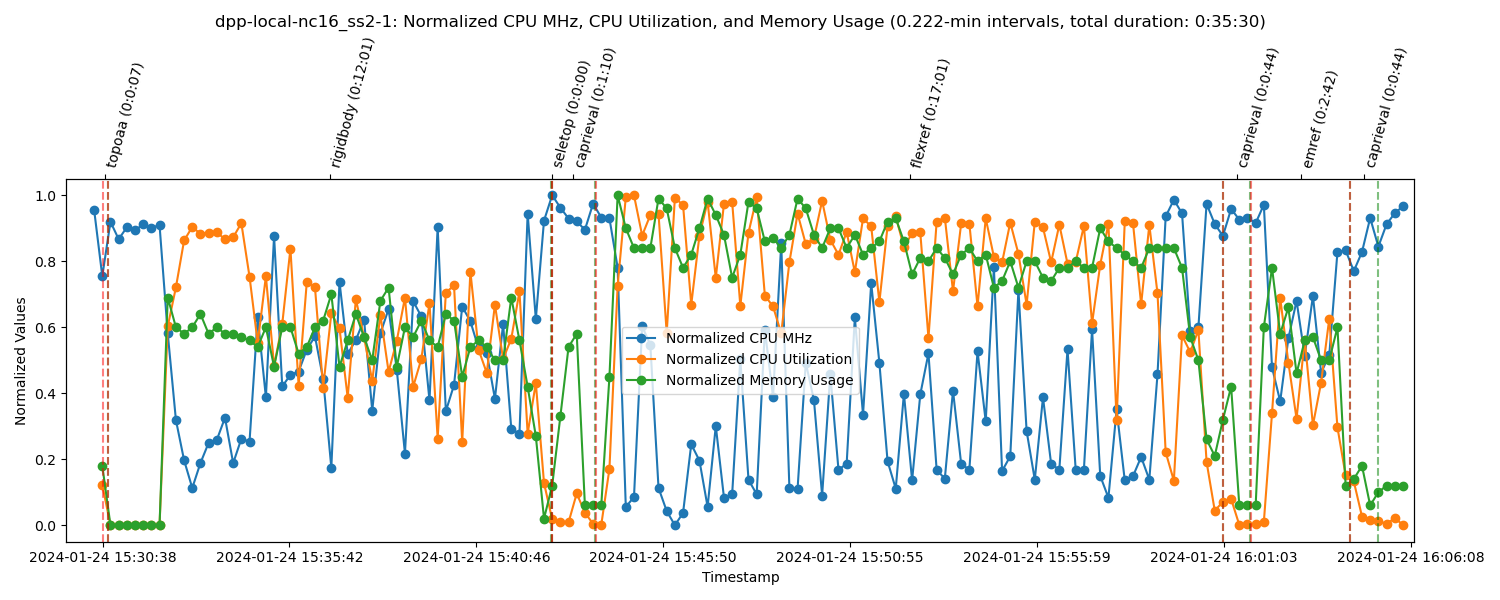 dpp-local-nc16_ss2-1: Normalized CPU MHz, CPU Utilization, and Memory Usage (0.222-min intervals, total duration: 0:35:30)
topoaa (0:0:07)
rigidbody (0:12:01)
seletop (0:0:00)
caprieval (0:1:10)
flexref (0:17:01)
caprieval (0:0:44)
emref (0:2:42)
caprieval (0:0:44)
1.0
0.8
0.6
0.4
0.2
0.0
Normalized Values
Normalized CPU MHz
Normalized CPU Utilization
Normalized Memory Usage
2024-01-24 15:30:38
2024-01-24 15:35:42
2024-01-24 15:40:46
2024-01-24 15:45:50
2024-01-24 15:50:55
2024-01-24 15:55:59
2024-01-24 16:01:03
2024-01-24 16:06:08
Timestamp